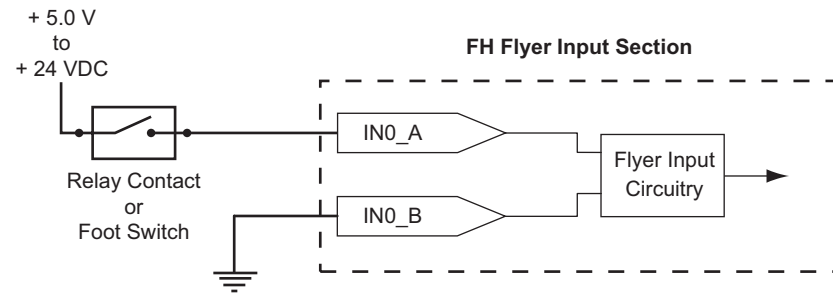 + 5.0 V
to
+ 24 VDC
FH Flyer Input Section
IN0_A
Flyer Input
Circuitry
Relay Contact
or
Foot Switch
IN0_B